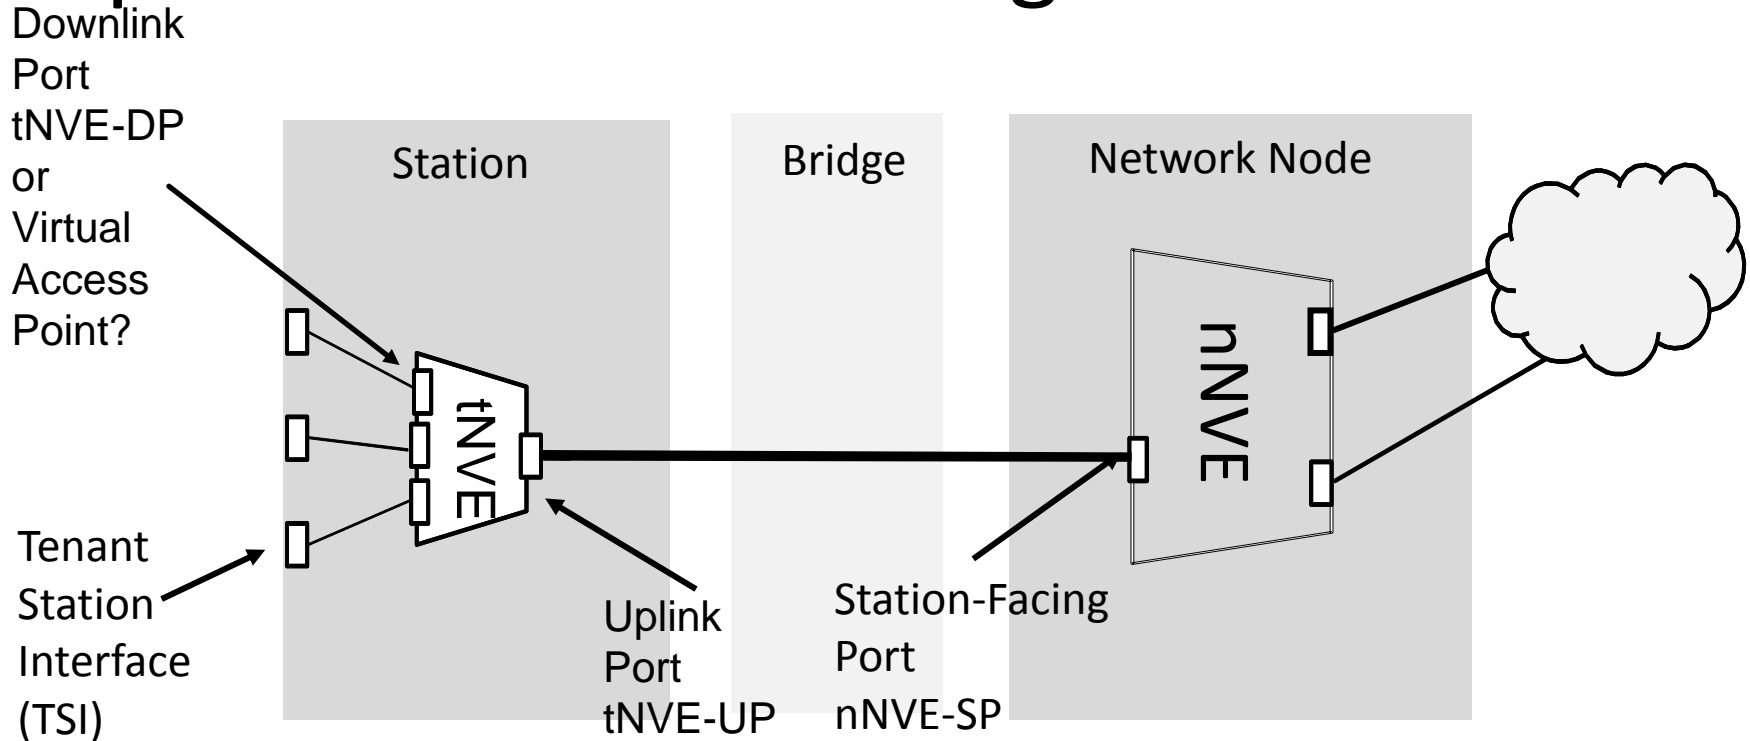 Downlink
Port
tNVE-DP
or
Virtual
Access
Point?
Station
Bridge
Network Node
tNVE
nNVE
Tenant
Station
Interface
(TSI)
Uplink
Port
tNVE-UP
Station-Facing
Port
nNVE-SP